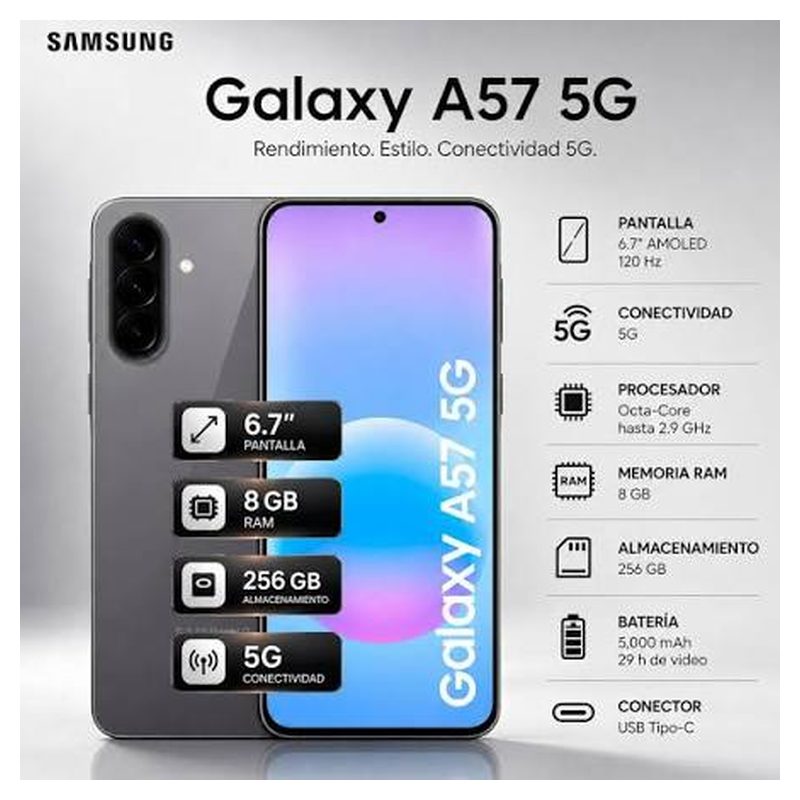 SAMSUNG
Galaxy A57 5G
Rendimiento. Estilo. Conectividad 5G.
6.7"
PANTALLA
8 GB
RAM
256 GB
ALMACENAMIENTO
5G
CONECTIVIDAD
Galaxy A57 5G
PANTALLA
6.7" AMOLED
120 Hz
5G
CONECTIVIDAD
5G
PROCESADOR
Octa-Core
hasta 2.9 GHz
RAM
MEMORIA RAM
8 GB
ALMACENAMIENTO
256 GB
BATERÍA
5,000 mAh
29 h de video
CONECTOR
USB Tipo-C